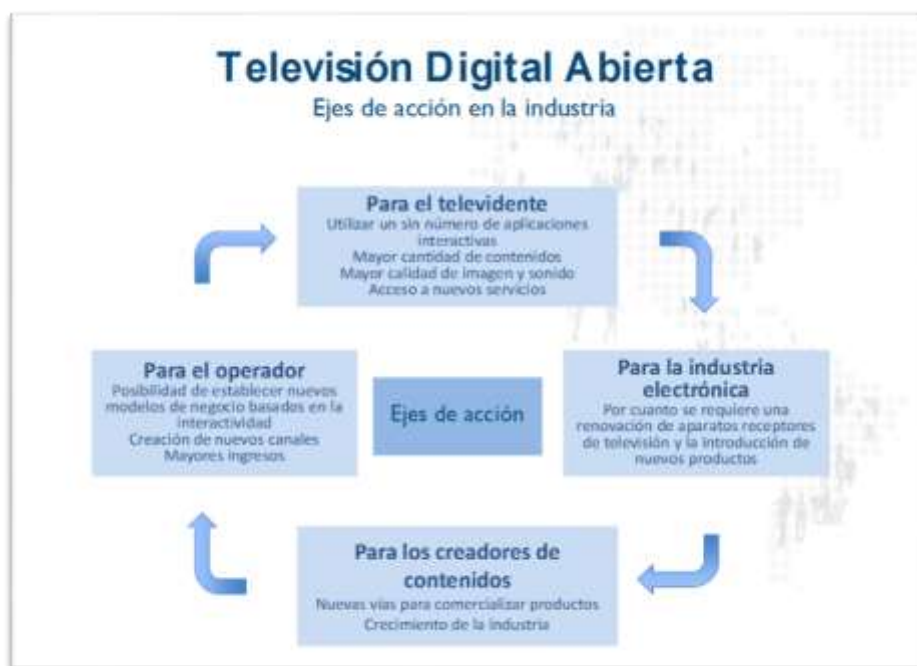 Televisión Digital Abierta
Ejes de acción en la industria
Para el televidente
Utilizar un sin número de aplicaciones
interactivas
Mayor cantidad de contenidos
Mayor calidad de imagen y sonido
Acceso a nuevos servicios
Para el operador
Posibilidad de establecer nuevos
modelos de negocio basados en la
interactividad
Creación de nuevos canales
Mayores ingresos
Ejes de acción
Para la industria
electrónica
Por cuanto se requiere una
renovación de aparatos receptores
de televisión y la introducción de
nuevos productos
Para los creadores de
contenidos
Nuevas vías para comercializar productos
Crecimiento de la industria